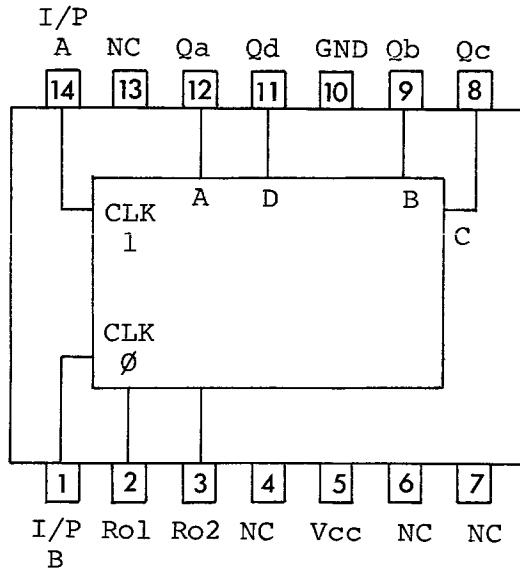 I/P
A NC Qa Qd GND Qb Qc
14 13 12 11 10 9 8
CLK A D B
1 C
CLK
Ø
1 2 3 4 5 6 7
I/P Ro1 Ro2 NC Vcc NC NC
B